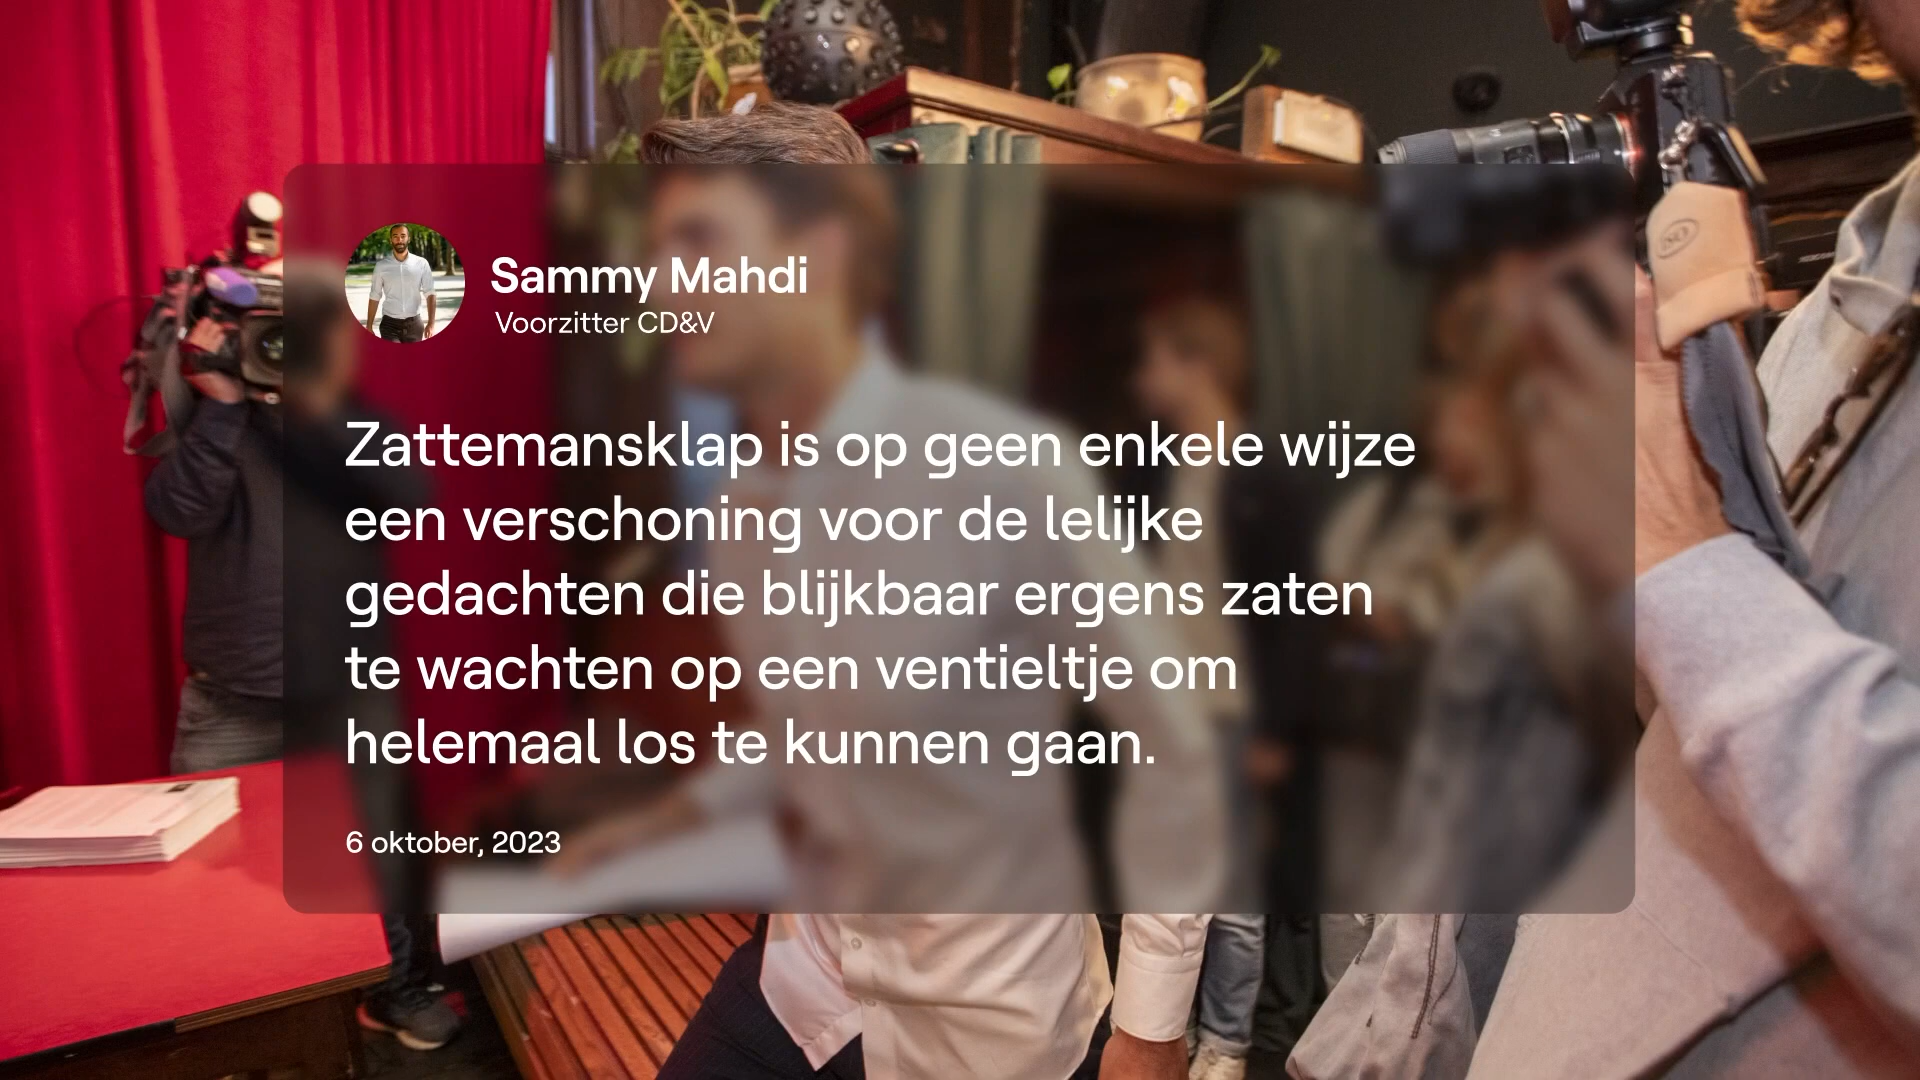 Sammy Mahdi
Voorzitter CD&V
Zattemansklap is op geen enkele wijze
een verschoning voor de lelijke
gedachten die blijkbaar ergens zaten
te wachten op een ventieltje om
helemaal los te kunnen gaan.
6 oktober, 2023